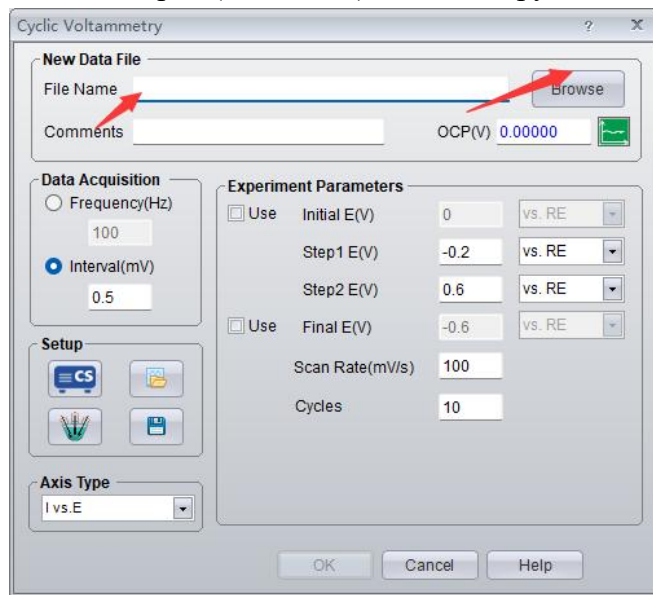 Cyclic Voltammetry ? X
New Data File
File Name Browse
Comments OCP(V) 0.00000
Data Acquisition
Frequency(Hz)
100
Interval(mV)
0.5
Setup
CS
Axis Type
I vs.E
Experiment Parameters
Use Initial E(V) 0 vs. RE
Step1 E(V) -0.2 vs. RE
Step2 E(V) 0.6 vs. RE
Use Final E(V) -0.6 vs. RE
Scan Rate(mV/s) 100
Cycles 10
OK Cancel Help